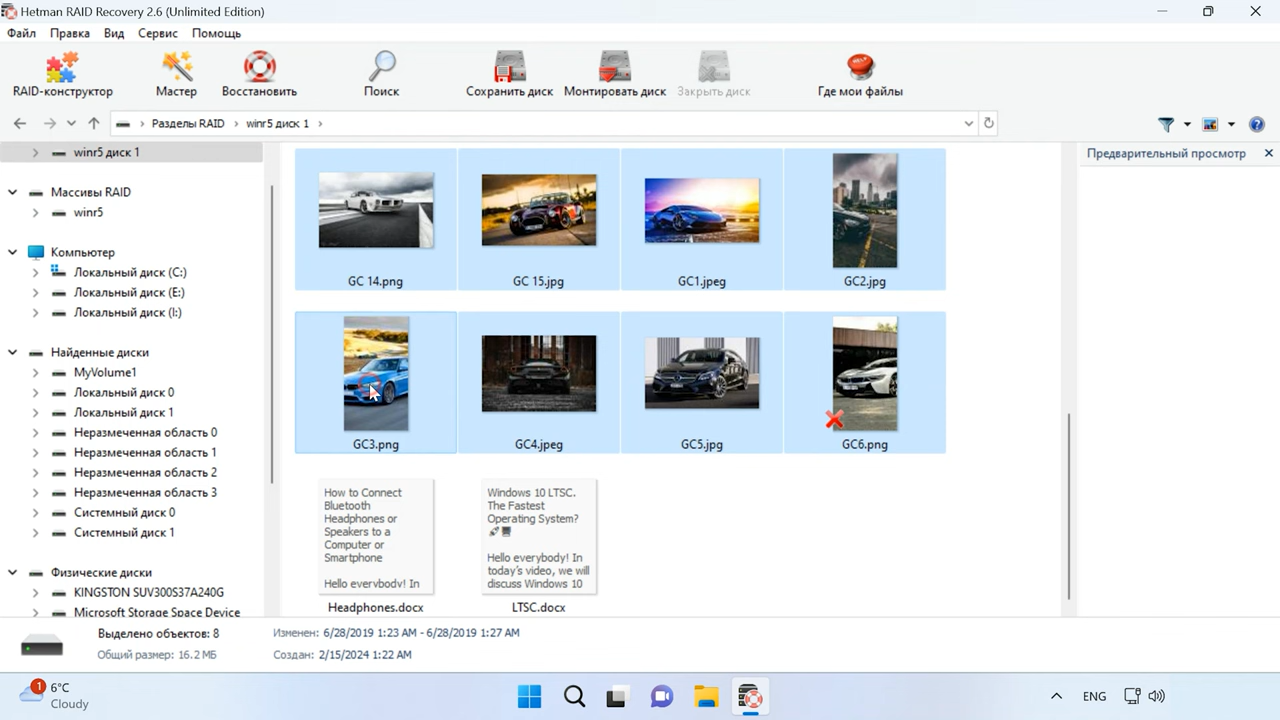 Hetman RAID Recovery 2.6 (Unlimited Edition)
Файл Правка Вид Сервис Помощь
RAID-конструктор Мастер Восстановить Поиск Сохранить диск Монтировать диск Закрыть диск HELP Где мои файлы
Разделы RAID winr5 диск 1
winr5 диск 1
Массивы RAID
winr5
Компьютер
Локальный диск (C:)
Локальный диск (E:)
Локальный диск (I:)
Найденные диски
MyVolume1
Локальный диск 0
Локальный диск 1
Неразмеченная область 0
Неразмеченная область 1
Неразмеченная область 2
Неразмеченная область 3
Системный диск 0
Системный диск 1
Физические диски
KINGSTON SUV300S37A240G
Microsoft Storage Space Device
GC 14.png GC 15.jpg GC1.jpeg GC2.jpg
GC3.png GC4.jpeg GC5.jpg GC6.png
How to Connect
Bluetooth
Headphones or
Speakers to a
Computer or
Smartphone
Hello everybody! In
Headphones.docx
Windows 10 LTSC.
The Fastest
Operating System?
Hello everybody! In
today's video, we will
discuss Windows 10
LTSC.docx
Предварительный просмотр
Выделено объектов: 8 Изменен: 6/28/2019 1:23 AM - 6/28/2019 1:27 AM
Общий размер: 16.2 МБ Создан: 2/15/2024 1:22 AM
1 6°C
Cloudy
ENG